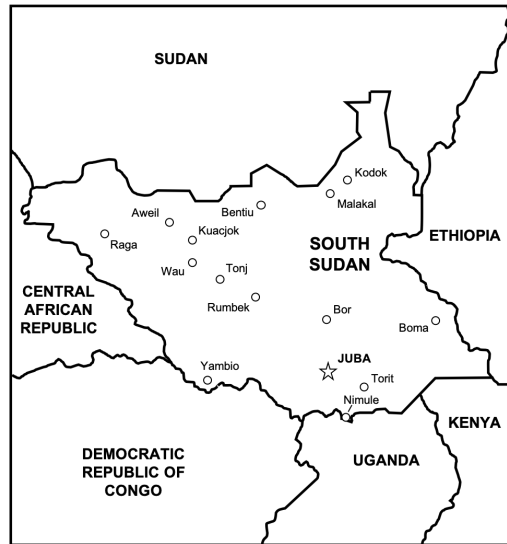 SUDAN
Kodok
Malakal
Bentiu
Aweil
Kuacjok
Raga
SOUTH
SUDAN
ETHIOPIA
Wau
Tonj
CENTRAL
AFRICAN
REPUBLIC
Rumbek
Bor
Boma
JUBA
Yambio
Torit
Nimule
KENYA
DEMOCRATIC
REPUBLIC OF
CONGO
UGANDA